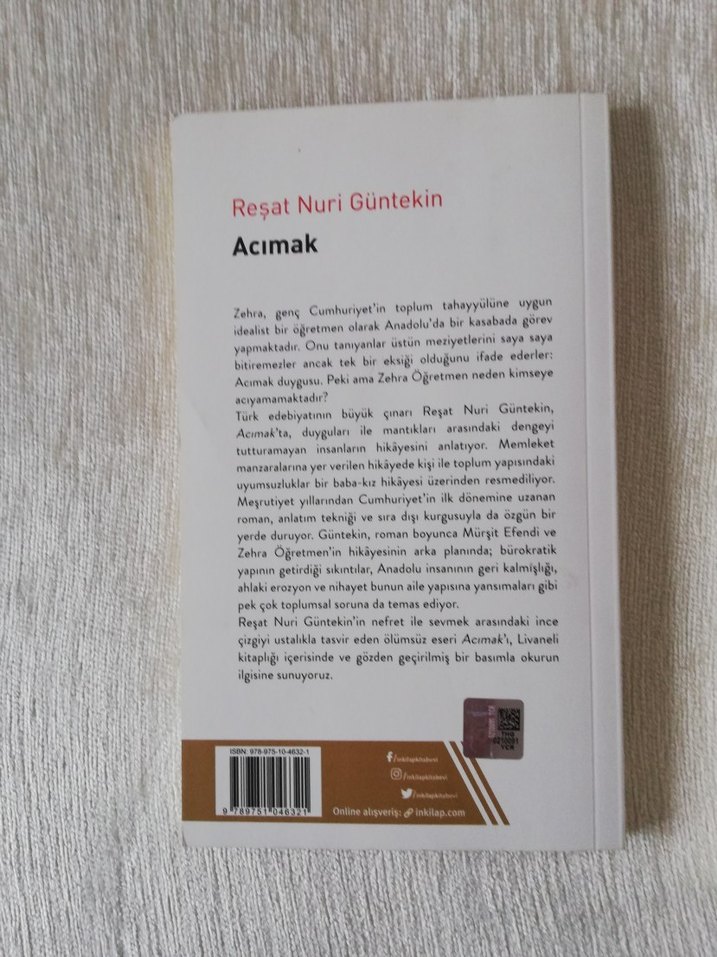 Reşat Nuri Güntekin
Acımak
Zehra, genç Cumhuriyet'in toplum tahayyülüne uygun
idealist bir öğretmen olarak Anadolu'da bir kasabada görev
yapmaktadır. Onu tanıyanlar üstün meziyetlerini saya saya
bitiremezler ancak tek bir eksiği olduğunu ifade ederler:
Acımak duygusu. Peki ama Zehra Öğretmen neden kimseye
acıyamamaktadır?
Türk edebiyatının büyük çınarı Reşat Nuri Güntekin,
Acımak'ta, duyguları ile mantıkları arasındaki dengeyi
tutturamayan insanların hikâyesini anlatıyor. Memleket
manzaralarına yer verilen hikâyede kişi ile toplum yapısındaki
uyumsuzluklar bir baba-kız hikâyesi üzerinden resmediliyor.
Meşrutiyet yıllarından Cumhuriyet'in ilk dönemine uzanan
roman, anlatım tekniği ve sıra dışı kurgusuyla da özgün bir
yerde duruyor. Güntekin, roman boyunca Mürşit Efendi ve
Zehra Öğretmen'in hikâyesinin arka planında; bürokratik
yapının getirdiği sıkıntılar, Anadolu insanının geri kalmışlığı,
ahlaki erozyon ve nihayet bunun aile yapısına yansımaları gibi
pek çok toplumsal soruna da temas ediyor.
Reşat Nuri Güntekin'in nefret ile sevmek arasındaki ince
çizgiyi ustalıkla tasvir eden ölümsüz eseri Acımak'ı, Livaneli
kitaplığı içerisinde ve gözden geçirilmiş bir basımla okurun
ilgisine sunuyoruz.
ISBN: 978-975-10-4632-1
9 789751 046321
/inkilapkitabevi
/inkilapkitabevi
/inkilapkitabevi
Online alışveriş: inkilap.com